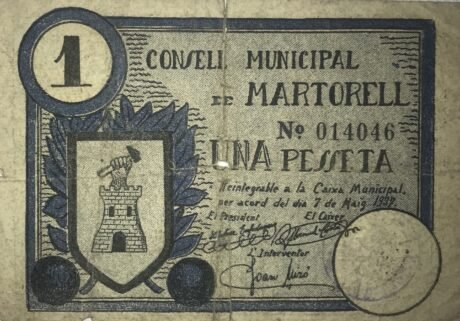 1
CONSELL MUNICIPAL
DE MARTORELL
Nº 014046
UNA PESSETA
Reintegrable a la Caixa Municipal,
per acord del dia 7 de Maig 1937.
El President El Caixer
L'Interventor